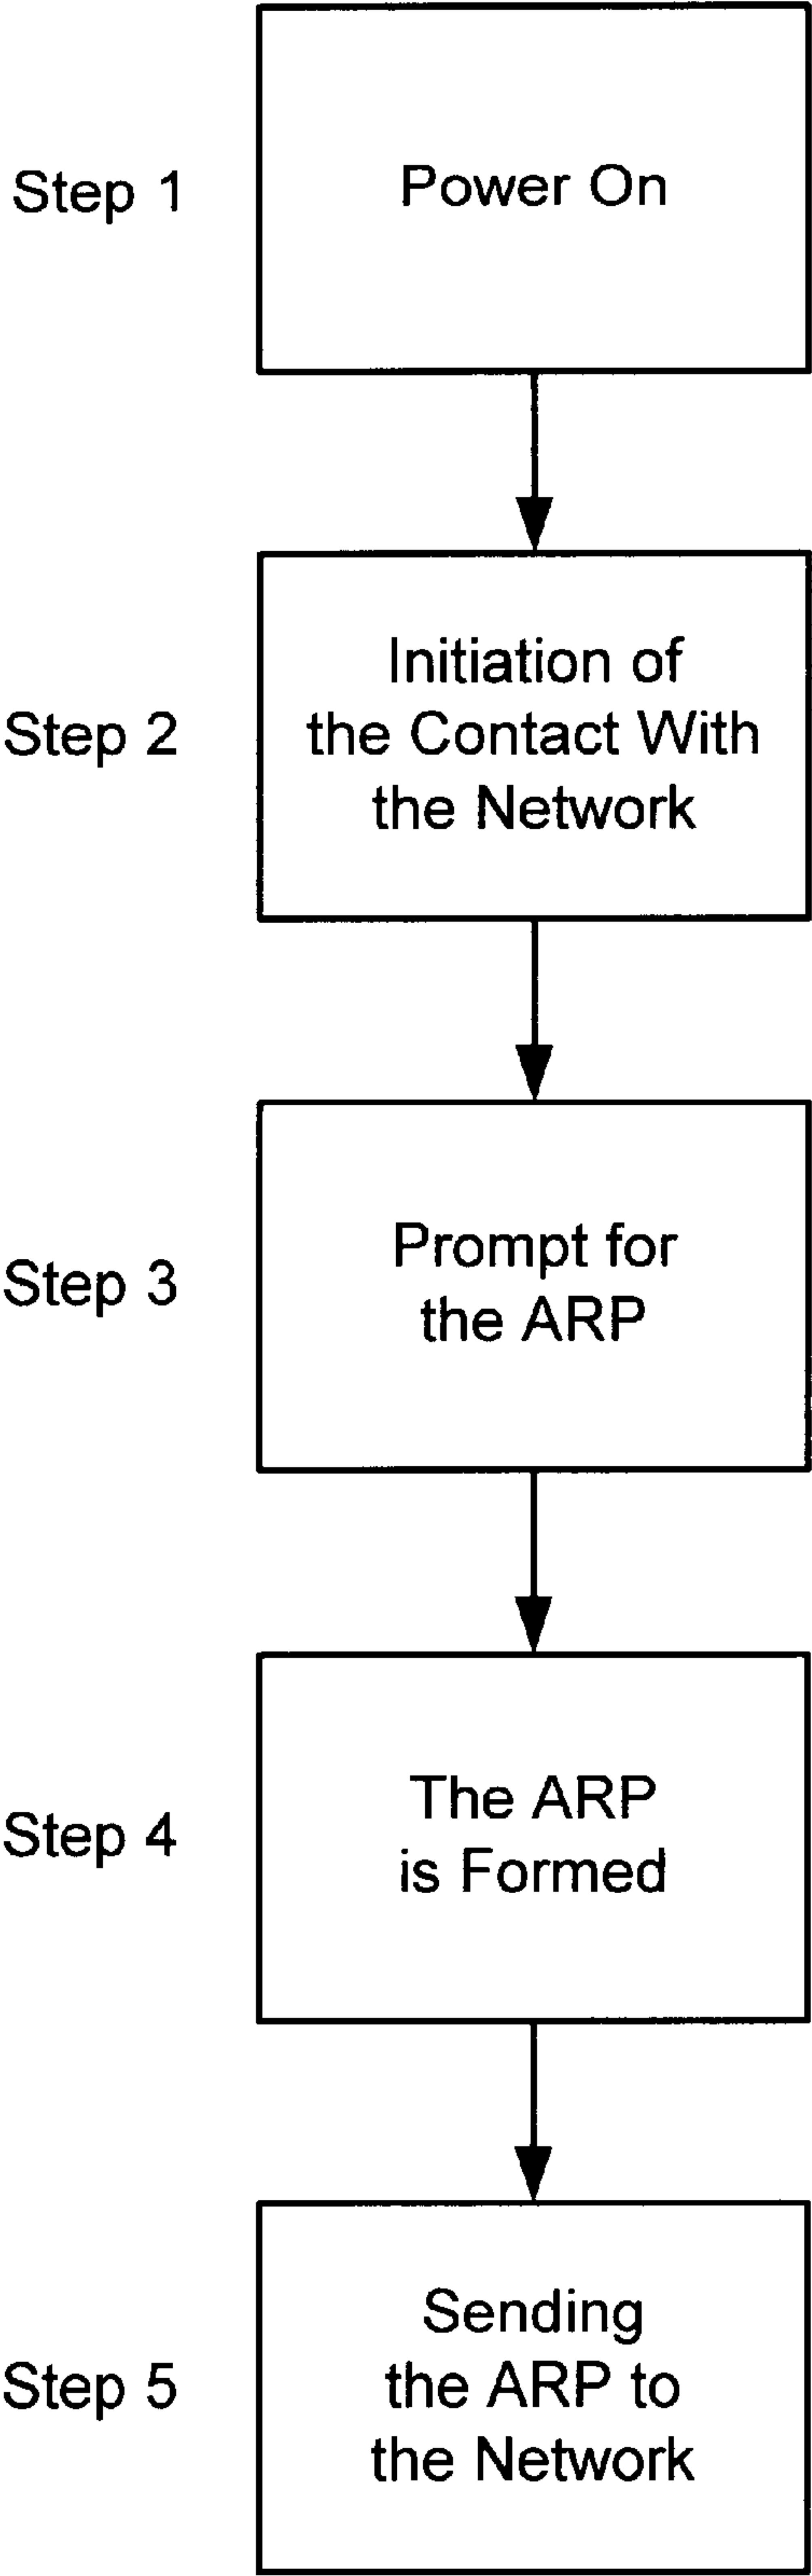 Step 1
Power On
Step 2
Initiation of
the Contact With
the Network
Step 3
Prompt for
the ARP
Step 4
The ARP
is Formed
Step 5
Sending
the ARP to
the Network